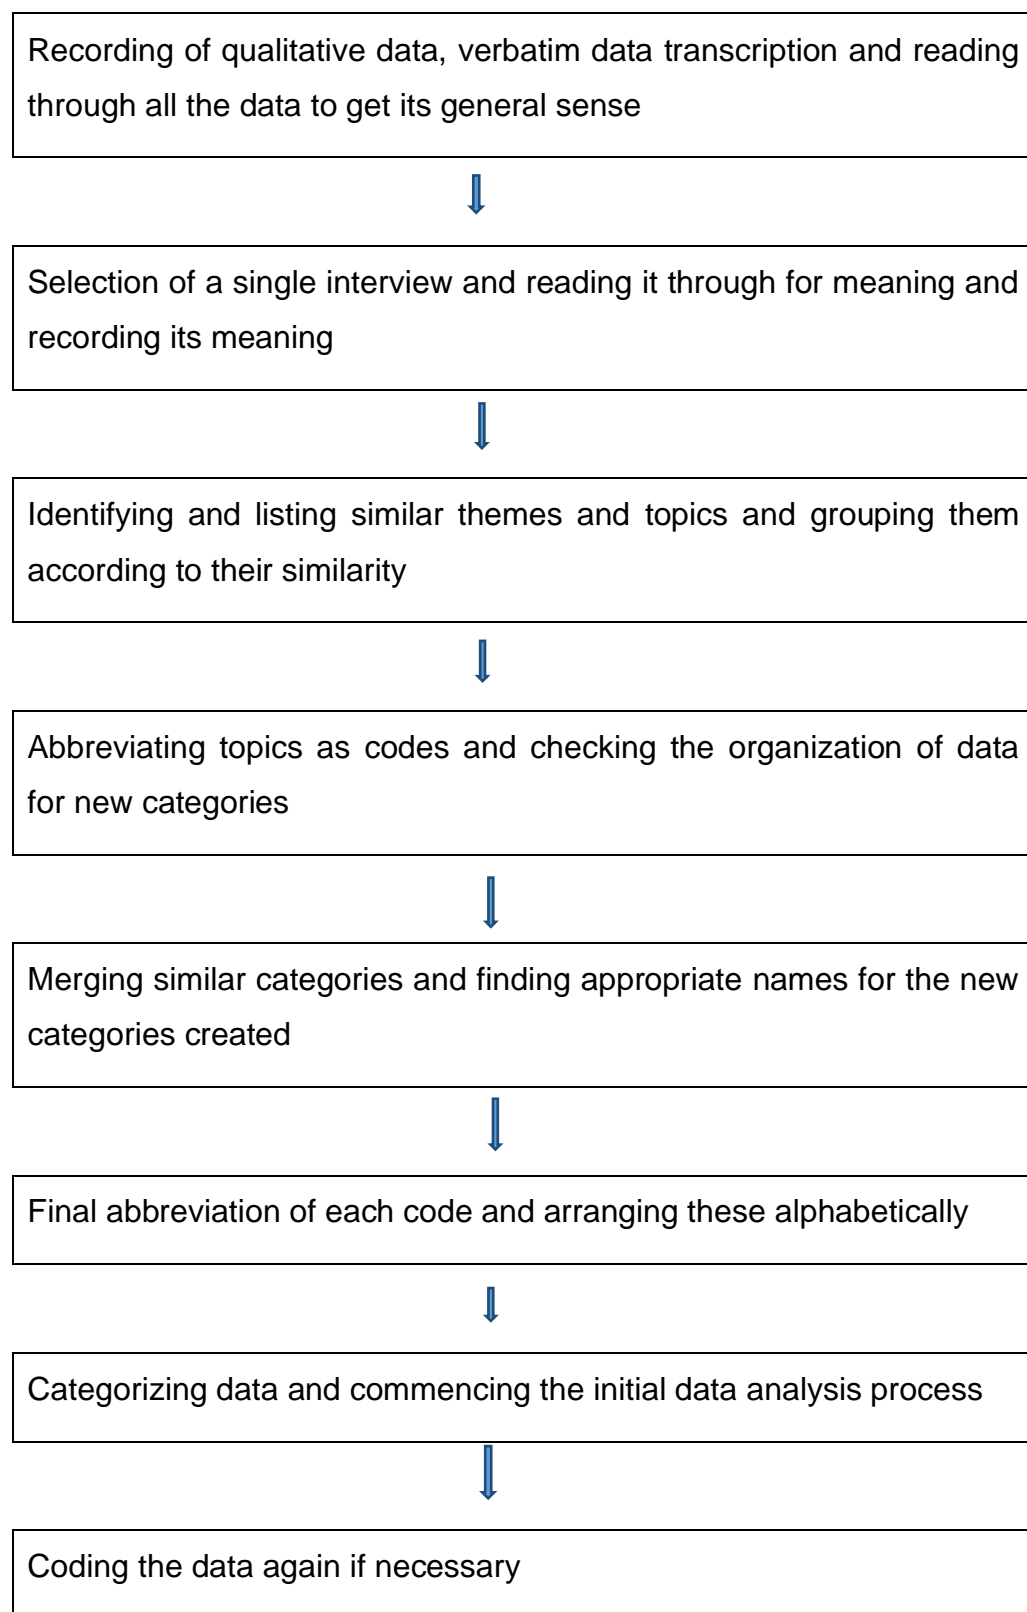 Recording of qualitative data, verbatim data transcription and reading
through all the data to get its general sense
Selection of a single interview and reading it through for meaning and
recording its meaning
Identifying and listing similar themes and topics and grouping them
according to their similarity
Abbreviating topics as codes and checking the organization of data
for new categories
Merging similar categories and finding appropriate names for the new
categories created
Final abbreviation of each code and arranging these alphabetically
Categorizing data and commencing the initial data analysis process
Coding the data again if necessary